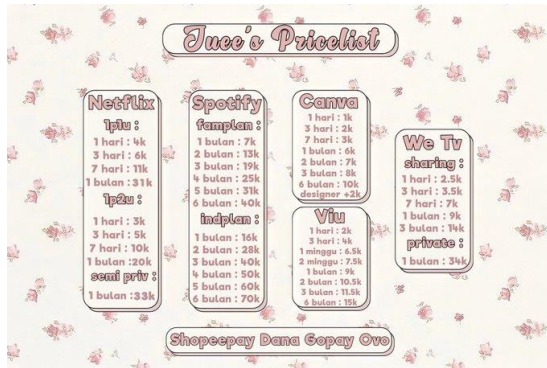 Juee's Pricelist
Netflix
1p1u :
1 hari : 4k
3 hari : 6k
7 hari : 11k
1 bulan : 31k
1p2u :
1 hari : 3k
3 hari : 5k
7 hari : 10k
1 bulan :20k
semi priv :
1 bulan :33k
Spotify
famplan :
1 bulan : 7k
2 bulan : 13k
3 bulan : 19k
4 bulan : 25k
5 bulan : 31k
6 bulan : 40k
indplan :
1 bulan : 16k
2 bulan : 28k
3 bulan : 40k
4 bulan : 50k
5 bulan : 60k
6 bulan : 70k
Canva
1 hari : 1k
3 hari : 2k
7 hari : 3k
1 bulan : 6k
2 bulan : 7k
3 bulan : 8k
6 bulan : 10k
designer +2k
Viu
1 hari : 2k
3 hari : 4k
1 minggu : 6.5k
2 minggu : 7.5k
1 bulan : 9k
2 bulan : 10.5k
3 bulan : 11.5k
6 bulan : 15k
We Tv
sharing :
1 hari : 2.5k
3 hari : 3.5k
7 hari : 7k
1 bulan : 9k
3 bulan : 14k
private :
1 bulan : 34k
Shopeepay Dana Gopay Ovo